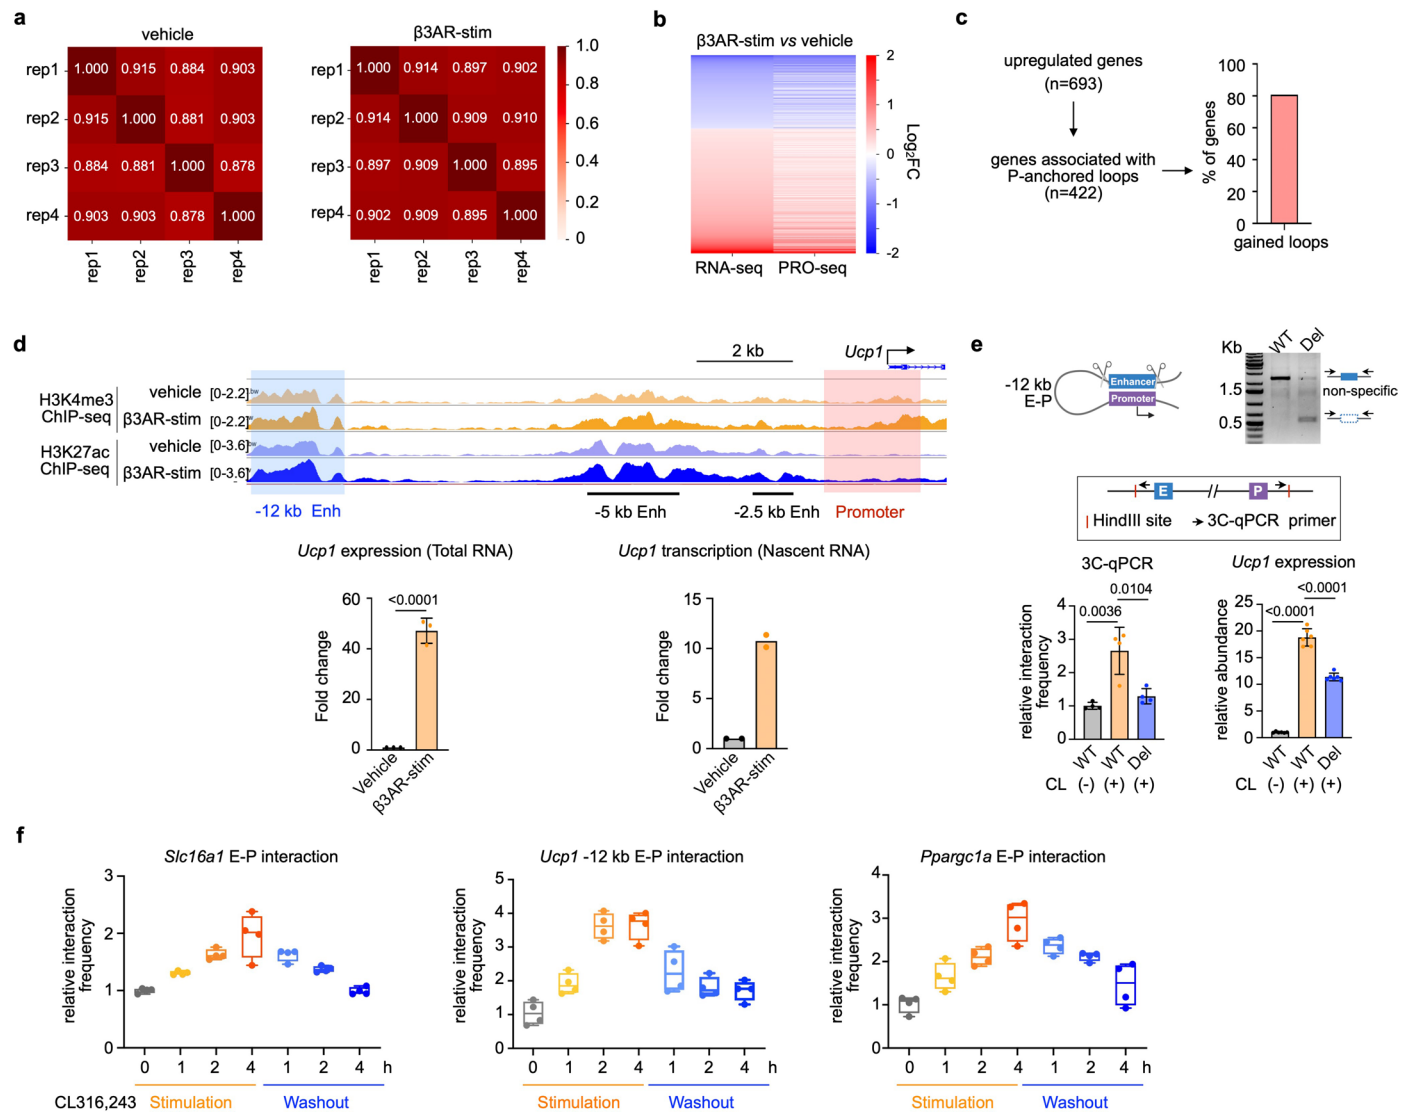 a
vehicle
β3AR-stim
rep1 1.000 0.915 0.884 0.903
rep2 0.915 1.000 0.881 0.903
rep3 0.884 0.881 1.000 0.878
rep4 0.903 0.903 0.878 1.000
rep1 rep2 rep3 rep4
rep1 1.000 0.914 0.897 0.902
rep2 0.914 1.000 0.909 0.910
rep3 0.897 0.909 1.000 0.895
rep4 0.902 0.909 0.895 1.000
rep1 rep2 rep3 rep4
1.0
0.8
0.6
0.4
0.2
0
b
β3AR-stim vs vehicle
2
1
0
-1
-2
Log2FC
RNA-seq PRO-seq
c
upregulated genes
(n=693)
genes associated with
P-anchored loops
(n=422)
% of genes
100
80
60
40
20
0
gained loops
d
2 kb
Ucp1
H3K4me3
ChIP-seq
vehicle [0-2.2]
β3AR-stim [0-2.2]
H3K27ac
ChIP-seq
vehicle [0-3.6]
β3AR-stim [0-3.6]
-12 kb Enh
-5 kb Enh
-2.5 kb Enh
Promoter
Ucp1 expression (Total RNA)
Fold change
60
40
20
0
<0.0001
Vehicle
β3AR-stim
Ucp1 transcription (Nascent RNA)
Fold change
15
10
5
0
Vehicle
β3AR-stim
e
-12 kb
E-P
Enhancer
Promoter
Kb
WT Del
1.5
0.5
non-specific
E P
HindIII site 3C-qPCR primer
3C-qPCR
relative interaction
frequency
4
3
2
1
0
0.0036
0.0104
WT WT Del
CL (-) (+) (+)
Ucp1 expression
relative abundance
25
20
15
10
5
0
<0.0001
<0.0001
WT WT Del
CL (-) (+) (+)
f
Slc16a1 E-P interaction
relative interaction
frequency
3
2
1
0
0 1 2 4 1 2 4 h
CL316,243 Stimulation Washout
Ucp1 -12 kb E-P interaction
relative interaction
frequency
5
4
3
2
1
0
0 1 2 4 1 2 4 h
Stimulation Washout
Ppargc1a E-P interaction
relative interaction
frequency
4
3
2
1
0
0 1 2 4 1 2 4 h
Stimulation Washout